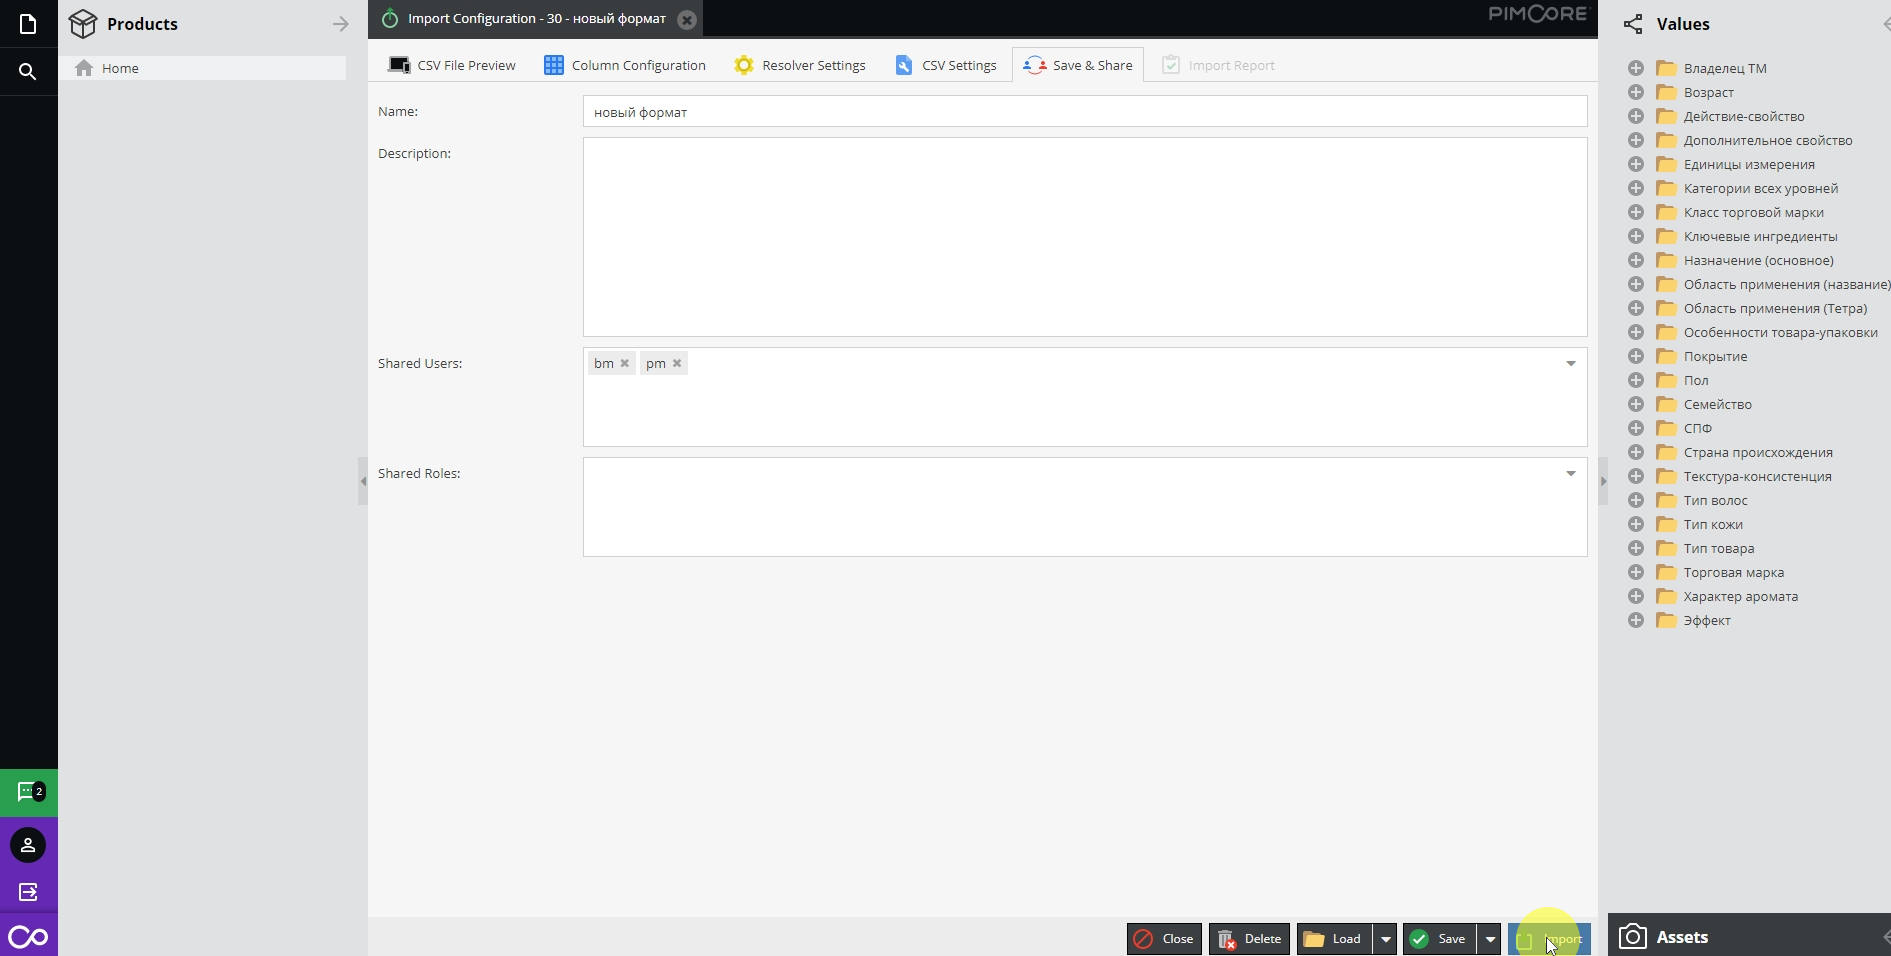 Products
Home
Import Configuration - 30 - новый формат
PIMCORE
CSV File Preview
Column Configuration
Resolver Settings
CSV Settings
Save & Share
Import Report
Name:
новый формат
Description:
Shared Users:
bm
pm
Shared Roles:
2
Close
Delete
Load
Save
Import
Values
Владелец ТМ
Возраст
Действие-свойство
Дополнительное свойство
Единицы измерения
Категории всех уровней
Класс торговой марки
Ключевые ингредиенты
Назначение (основное)
Область применения (название)
Область применения (Тетра)
Особенности товара-упаковки
Покрытие
Пол
Семейство
СПФ
Страна происхождения
Текстура-консистенция
Тип волос
Тип кожи
Тип товара
Торговая марка
Характер аромата
Эффект
Assets